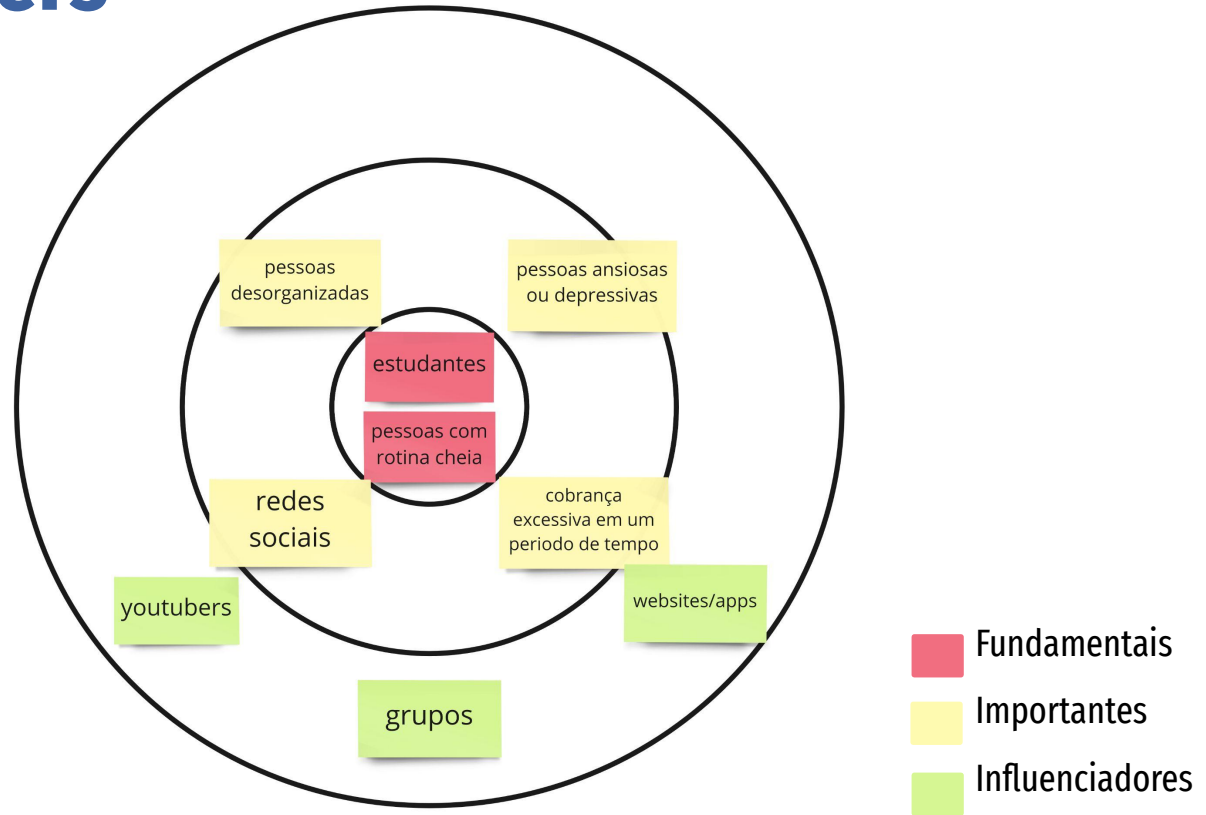 pessoas
desorganizadas
pessoas ansiosas
ou depressivas
estudantes
pessoas com
rotina cheia
redes
sociais
cobrança
excessiva em um
periodo de tempo
youtubers
websites/apps
grupos
Fundamentais
Importantes
Influenciadores